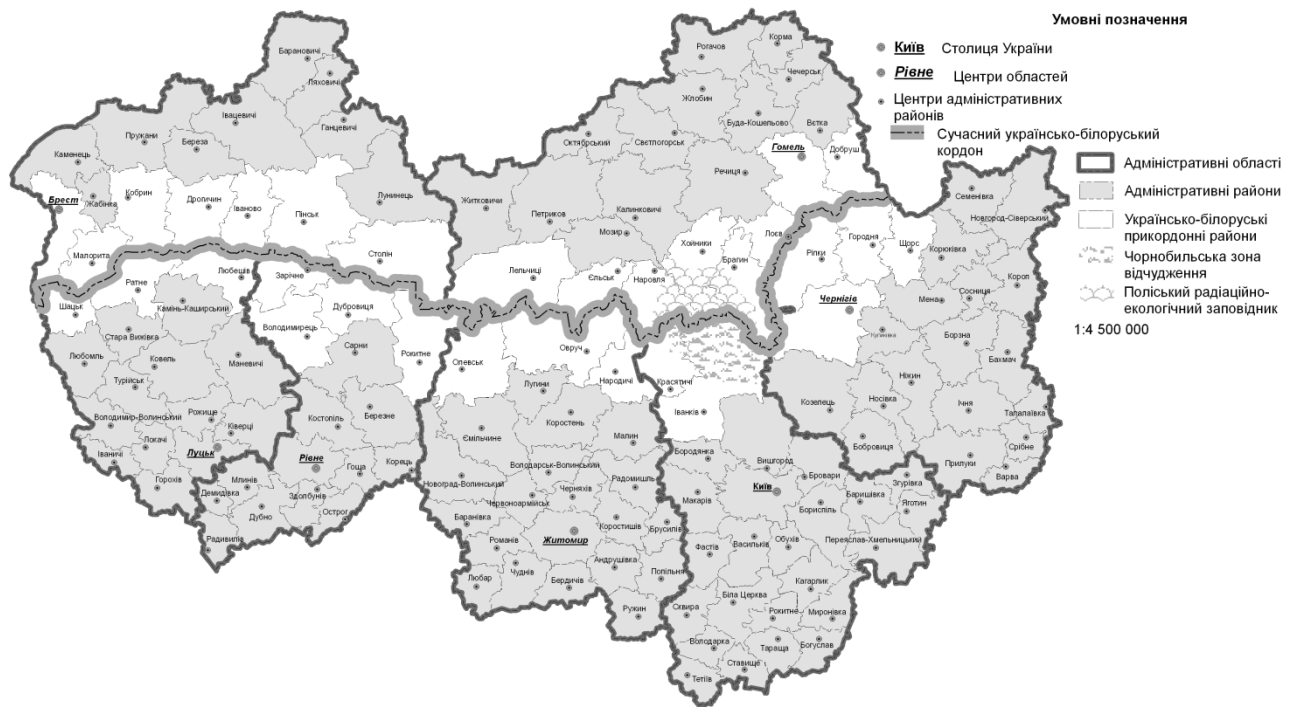 Умовні позначення
Київ Столиця України
Рівне Центри областей
Центри адміністративних
районів
Сучасний українсько-білоруський
кордон
Адміністративні області
Адміністративні райони
Українсько-білоруські
прикордонні райони
Чорнобильська зона
відчудження
Поліський радіаційно-
екологічний заповідник
1:4 500 000
Барановичі
Ляховичі
Івацевичі
Ганцевичі
Пружани
Береза
Каменець
Брест
Жабінка
Кобрин
Дрогичин
Іваново
Пінськ
Лунинець
Малорита
Столін
Корма
Рогачов
Чечерськ
Жлобин
Буда-Кошельово
Вєтка
Октябрський
Свєтлогорськ
Гомель
Добруш
Речиця
Житковичи
Петриков
Калинковичі
Мозир
Хойники
Лоєв
Брагин
Лельчиці
Єльськ
Наровля
Шацьк
Ратне
Любешів
Камінь-Каширський
Стара Вижівка
Любомль
Ковель
Маневичі
Турійськ
Володимир-Волинський
Рожище
Ківерці
Локачі
Луцьк
Іваничі
Горохів
Зарічне
Дубровиця
Володимирець
Сарни
Рокитне
Костопіль
Березне
Рівне
Гоща
Корець
Млинів
Демидівка
Здолбунів
Дубно
Острог
Радивилів
Олевськ
Овруч
Народичі
Лугини
Коростень
Ємільчине
Малин
Володарськ-Волинський
Новоград-Волинський
Радомишль
Черняхів
Червоноармійськ
Баранівка
Коростишів
Брусилів
Житомир
Романів
Андрушівка
Чуднів
Попільня
Любар
Бердичів
Ружин
Красятичі
Іванків
Бородянка
Вишгород
Бровари
Згурівка
Київ
Баришівка
Макарів
Бориспіль
Яготин
Фастів
Васильків
Обухів
Переяслав-Хмельницький
Кагарлик
Біла Церква
Сквира
Рокитне
Миронівка
Володарка
Тараща
Богуслав
Ставище
Тетіїв
Семенівка
Новгород-Сіверський
Городня
Щорс
Корюківка
Ріпки
Короп
Сосниця
Мена
Чернігів
Куликівка
Борзна
Бахмач
Ніжин
Козелець
Носівка
Ічня
Талалаївка
Бобровиця
Срібне
Прилуки
Варва